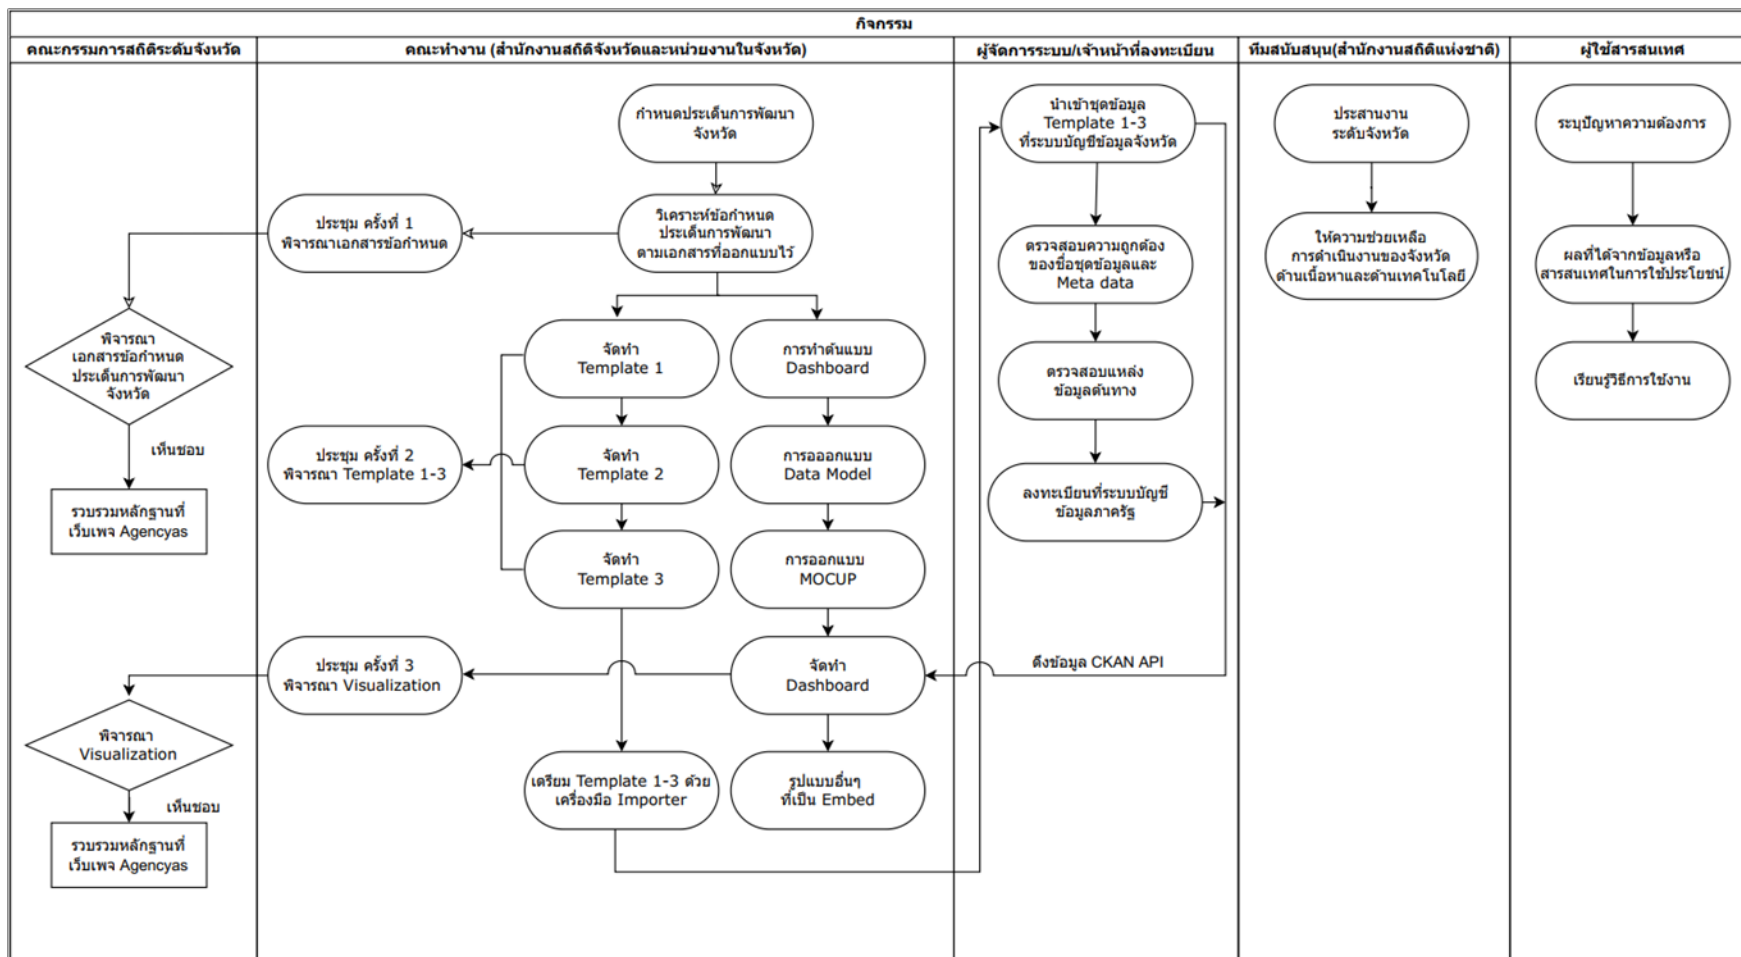 กิจกรรม
คณะกรรมการสถิติระดับจังหวัด
คณะทำงาน (สำนักงานสถิติจังหวัดและหน่วยงานในจังหวัด)
ผู้จัดการระบบ/เจ้าหน้าที่ลงทะเบียน
ทีมสนับสนุน(สำนักงานสถิติแห่งชาติ)
ผู้ใช้สารสนเทศ
พิจารณา
เอกสารข้อกำหนด
ประเด็นการพัฒนา
จังหวัด
เห็นชอบ
รวบรวมหลักฐานที่
เว็บเพจ Agencyas
พิจารณา
Visualization
เห็นชอบ
รวบรวมหลักฐานที่
เว็บเพจ Agencyas
กำหนดประเด็นการพัฒนา
จังหวัด
วิเคราะห์ข้อกำหนด
ประเด็นการพัฒนา
ตามเอกสารที่ออกแบบไว้
ประชุม ครั้งที่ 1
พิจารณาเอกสารข้อกำหนด
จัดทำ
Template 1
การทำต้นแบบ
Dashboard
ประชุม ครั้งที่ 2
พิจารณา Template 1-3
จัดทำ
Template 2
การอออกแบบ
Data Model
จัดทำ
Template 3
การออกแบบ
MOCUP
ประชุม ครั้งที่ 3
พิจารณา Visualization
จัดทำ
Dashboard
เตรียม Template 1-3 ด้วย
เครื่องมือ Importer
รูปแบบอื่นๆ
ที่เป็น Embed
นำเข้าชุดข้อมูล
Template 1-3
ที่ระบบบัญชีข้อมูลจังหวัด
ตรวจสอบความถูกต้อง
ของชื่อชุดข้อมูลและ
Meta data
ตรวจสอบแหล่ง
ข้อมูลต้นทาง
ลงทะเบียนที่ระบบบัญชี
ข้อมูลภาครัฐ
ดึงข้อมูล CKAN API
ประสานงาน
ระดับจังหวัด
ให้ความช่วยเหลือ
การดำเนินงานของจังหวัด
ด้านเนื้อหาและด้านเทคโนโลยี
ระบุปัญหาความต้องการ
ผลที่ได้จากข้อมูลหรือ
สารสนเทศในการใช้ประโยชน์
เรียนรู้วิธีการใช้งาน